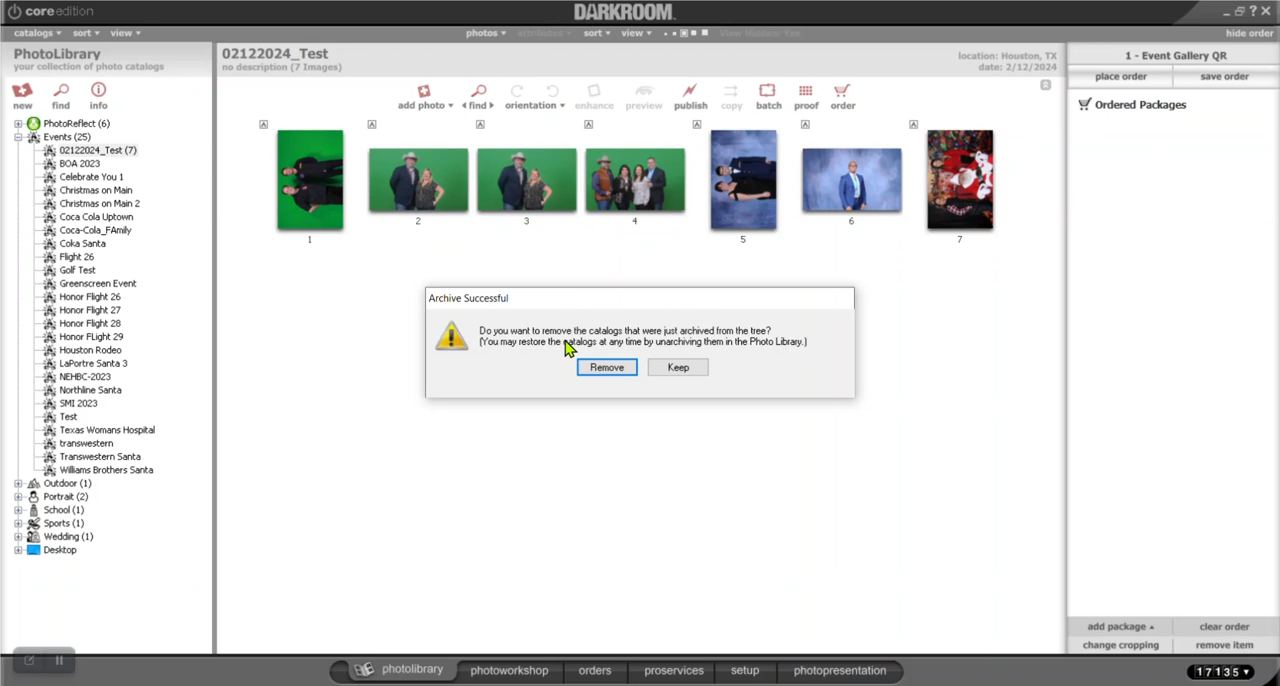 core edition
DARKROOM.
catalogs sort view
photos attributes sort view View Hidden: Yes
hide order
PhotoLibrary
your collection of photo catalogs
new find info
PhotoReflect (6)
Events (25)
02122024_Test (7)
BOA 2023
Celebrate You 1
Christmas on Main
Christmas on Main 2
Coca Cola Uptown
Coca-Cola_FAmily
Coka Santa
Flight 26
Golf Test
Greenscreen Event
Honor Flight 26
Honor Flight 27
Honor Flight 28
Honor FLight 29
Houston Rodeo
LaPortre Santa 3
NEHBC-2023
Northline Santa
SMI 2023
Test
Texas Womans Hospital
transwestern
Transwestern Santa
Williams Brothers Santa
Outdoor (1)
Portrait (2)
School (1)
Sports (1)
Wedding (1)
Desktop
02122024_Test
no description (7 Images)
location: Houston, TX
date: 2/12/2024
add photo find orientation enhance preview publish copy batch proof order
A A A A A A A
1
2
3
4
5
6
7
Archive Successful
Do you want to remove the catalogs that were just archived from the tree?
(You may restore the catalogs at any time by unarchiving them in the Photo Library.)
Remove Keep
1 - Event Gallery QR
place order save order
Ordered Packages
add package clear order
change cropping remove item
photolibrary photoworkshop orders proservices setup photopresentation
17135